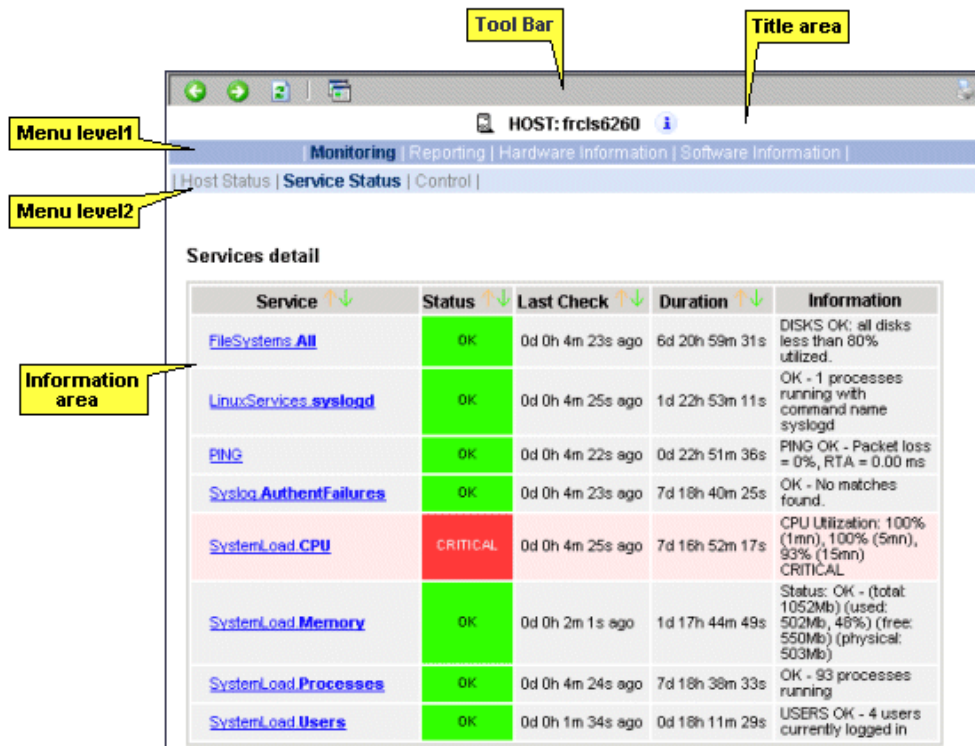 Tool Bar
Title area
HOST: frcls6260
Menu level1
| Monitoring | Reporting | Hardware Information | Software Information |
| Host Status | Service Status | Control |
Menu level2
Services detail
Service Status Last Check Duration Information
FileSystems.All OK 0d 0h 4m 23s ago 6d 20h 59m 31s DISKS OK: all disks
less than 80%
utilized.
Information
area
LinuxServices.syslogd OK 0d 0h 4m 25s ago 1d 22h 53m 11s OK - 1 processes
running with
command name
syslogd
PING OK 0d 0h 4m 22s ago 0d 22h 51m 36s PING OK - Packet loss
= 0%, RTA = 0.00 ms
Syslog.AuthentFailures OK 0d 0h 4m 23s ago 7d 18h 40m 25s OK - No matches
found.
SystemLoad.CPU CRITICAL 0d 0h 4m 25s ago 7d 16h 52m 17s CPU Utilization: 100%
(1mn), 100% (5mn),
93% (15mn)
CRITICAL
SystemLoad.Memory OK 0d 0h 2m 1s ago 1d 17h 44m 49s Status: OK - (total:
1052Mb) (used:
502Mb, 48%) (free:
550Mb) (physical:
503Mb)
SystemLoad.Processes OK 0d 0h 4m 24s ago 7d 18h 38m 33s OK - 93 processes
running
SystemLoad.Users OK 0d 0h 1m 34s ago 0d 18h 11m 29s USERS OK - 4 users
currently logged in